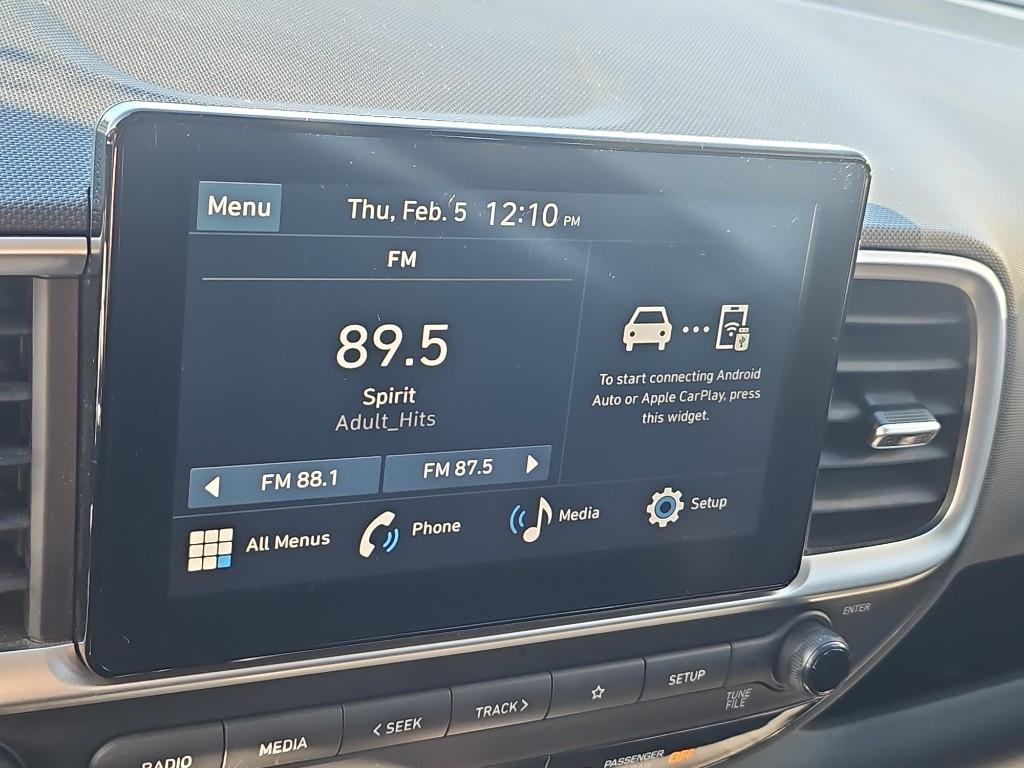 Menu
Thu, Feb. 5 12:10 PM
FM
89.5
Spirit
Adult_Hits
To start connecting Android
Auto or Apple CarPlay, press
this widget.
FM 88.1
FM 87.5
All Menus
Phone
Media
Setup
ENTER
RADIO
MEDIA
< SEEK
TRACK >
☆
SETUP
TUNE
FILE
PASSENGER
OFF